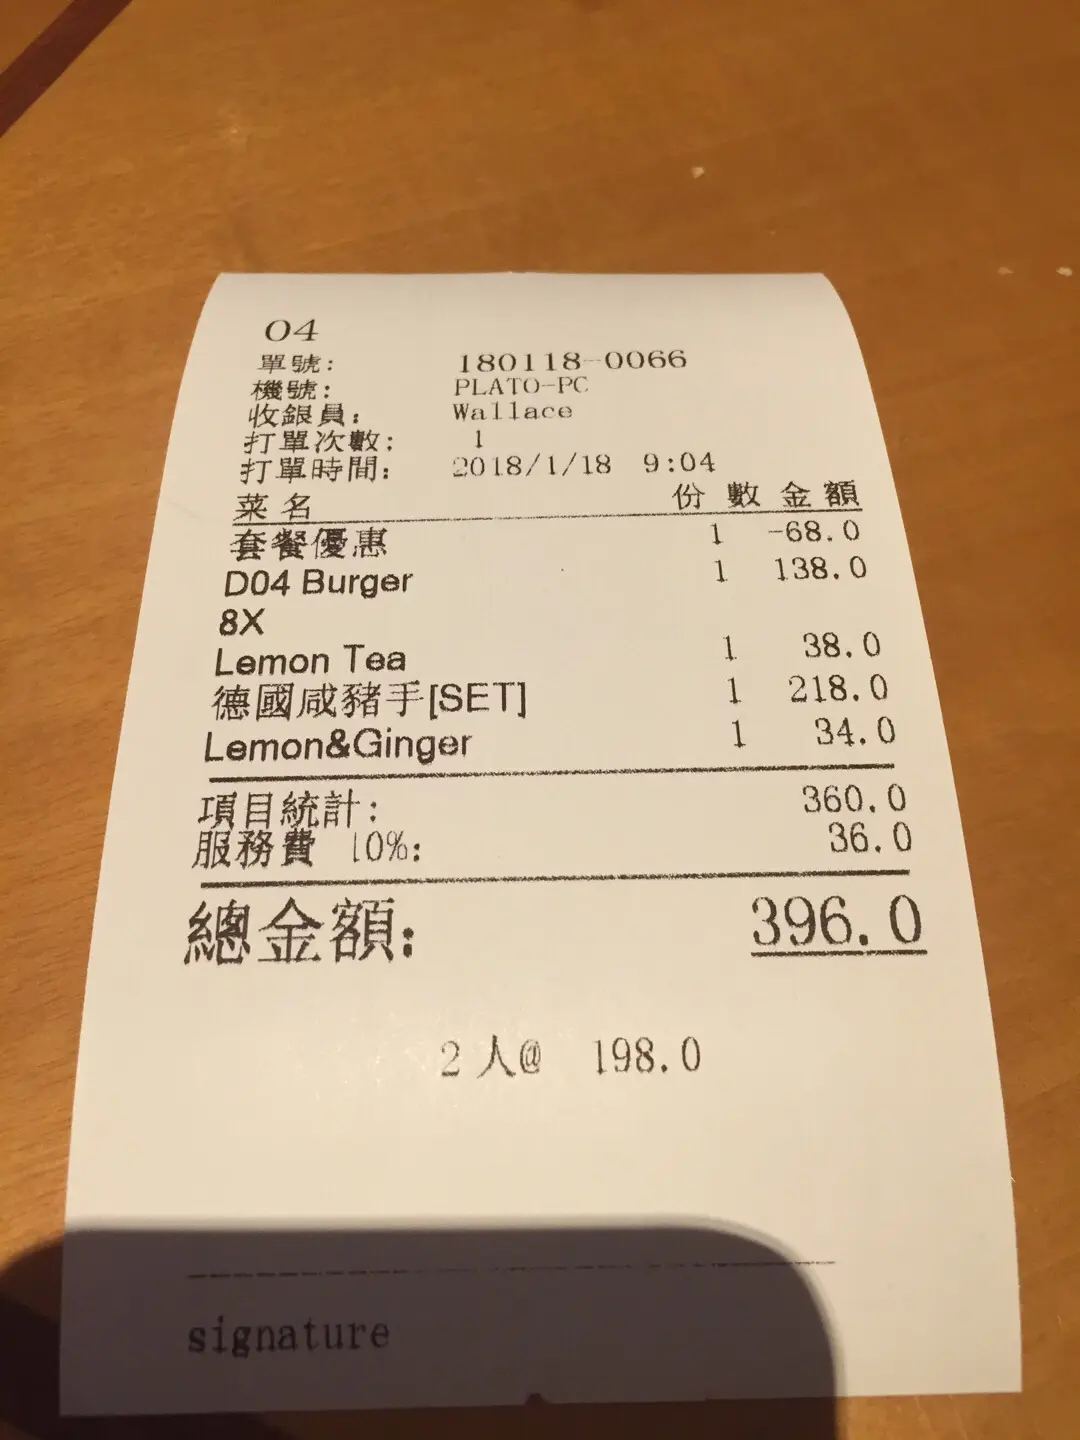 04
單號: 180118-0066
機號: PLATO-PC
收銀員: Wallace
打單次數: 1
打單時間: 2018/1/18 9:04
菜名 份數 金額
套餐優惠 1 -68.0
D04 Burger 1 138.0
8X
Lemon Tea 1 38.0
德國咸豬手[SET] 1 218.0
Lemon&Ginger 1 34.0
項目統計: 360.0
服務費 10%: 36.0
總金額: 396.0
2人@ 198.0
signature